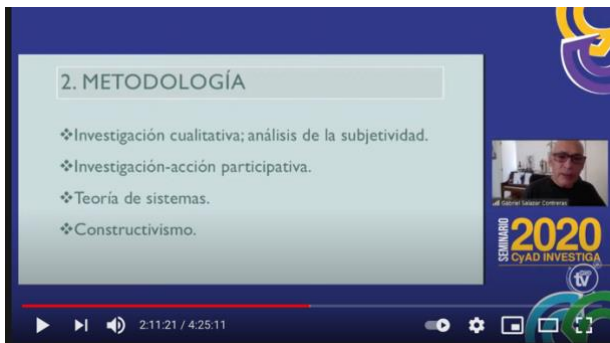 2. METODOLOGÍA
❖Investigación cualitativa; análisis de la subjetividad.
❖Investigación-acción participativa.
❖Teoría de sistemas.
❖Constructivismo.
Gabriel Salazar Contreras
SEMINARIO
2020
CyAD INVESTIGA
tv
2:11:21 / 4:25:11